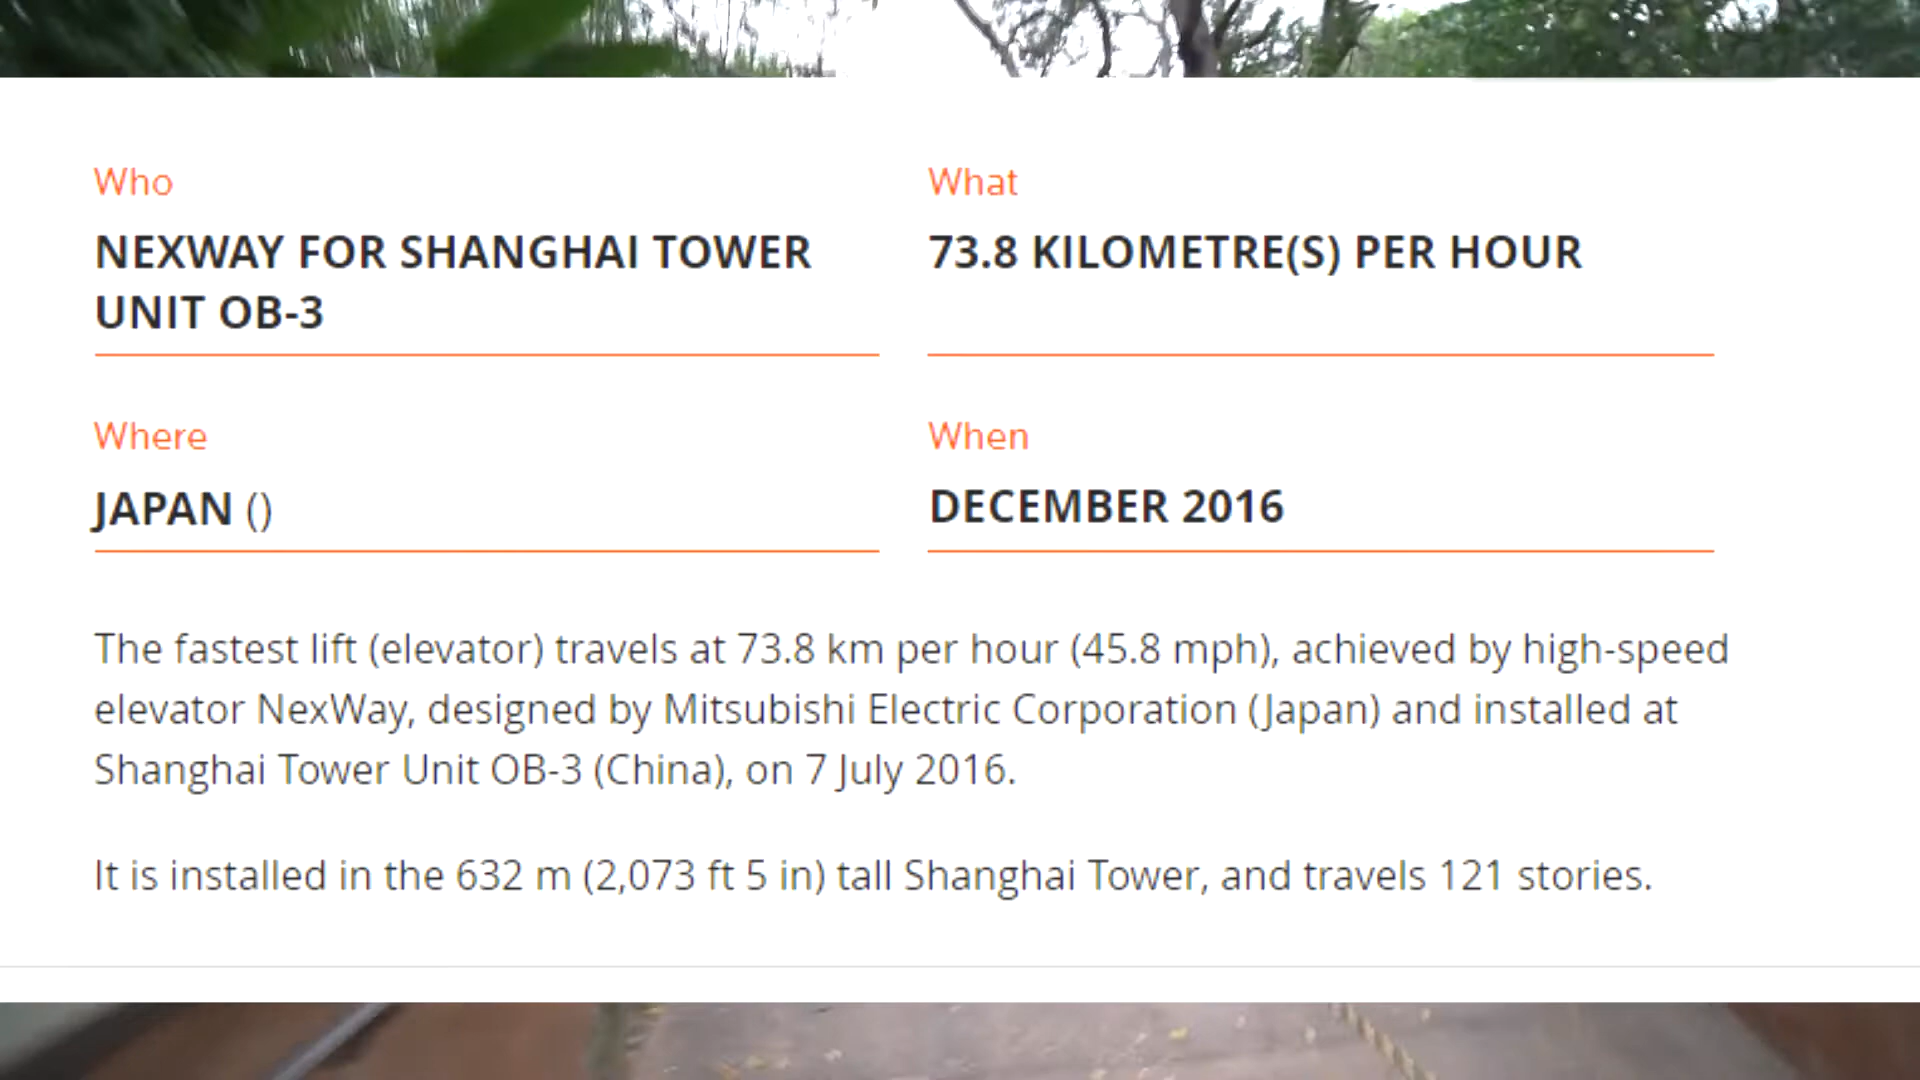 Who
NEXWAY FOR SHANGHAI TOWER
UNIT OB-3
What
73.8 KILOMETRE(S) PER HOUR
Where
JAPAN ()
When
DECEMBER 2016
The fastest lift (elevator) travels at 73.8 km per hour (45.8 mph), achieved by high-speed
elevator NexWay, designed by Mitsubishi Electric Corporation (Japan) and installed at
Shanghai Tower Unit OB-3 (China), on 7 July 2016.
It is installed in the 632 m (2,073 ft 5 in) tall Shanghai Tower, and travels 121 stories.